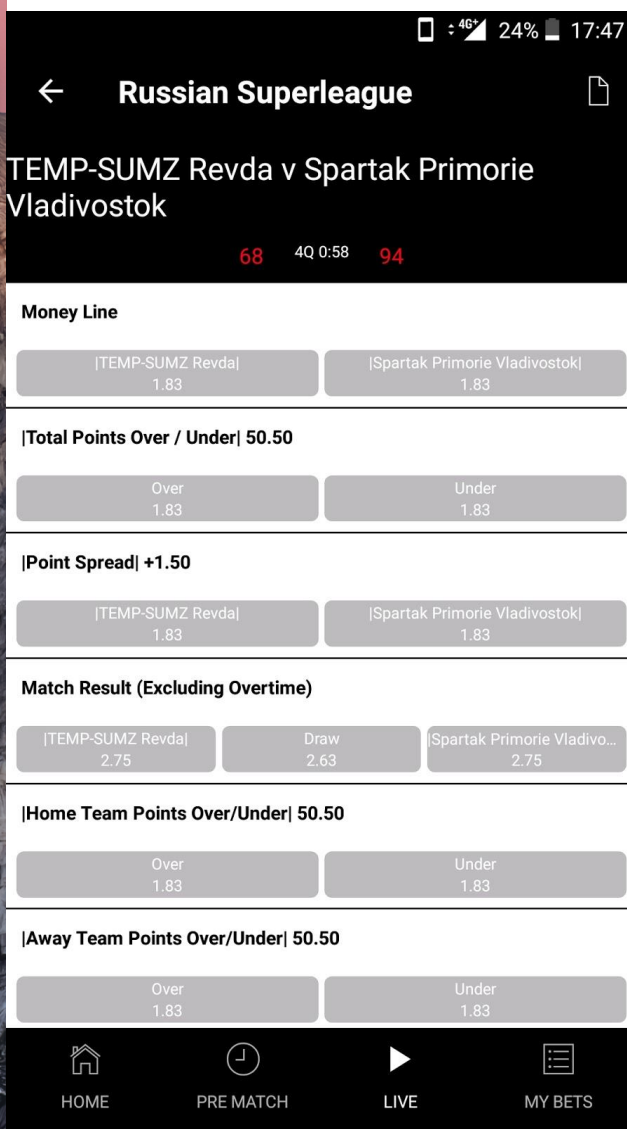 4G+ 24% 17:47
Russian Superleague
TEMP-SUMZ Revda v Spartak Primorie
Vladivostok
68 4Q 0:58 94
Money Line
|TEMP-SUMZ Revda| |Spartak Primorie Vladivostok|
1.83 1.83
|Total Points Over / Under| 50.50
Over Under
1.83 1.83
|Point Spread| +1.50
|TEMP-SUMZ Revda| |Spartak Primorie Vladivostok|
1.83 1.83
Match Result (Excluding Overtime)
|TEMP-SUMZ Revda| Draw |Spartak Primorie Vladivo...
2.75 2.63 2.75
|Home Team Points Over/Under| 50.50
Over Under
1.83 1.83
|Away Team Points Over/Under| 50.50
Over Under
1.83 1.83
HOME PRE MATCH LIVE MY BETS